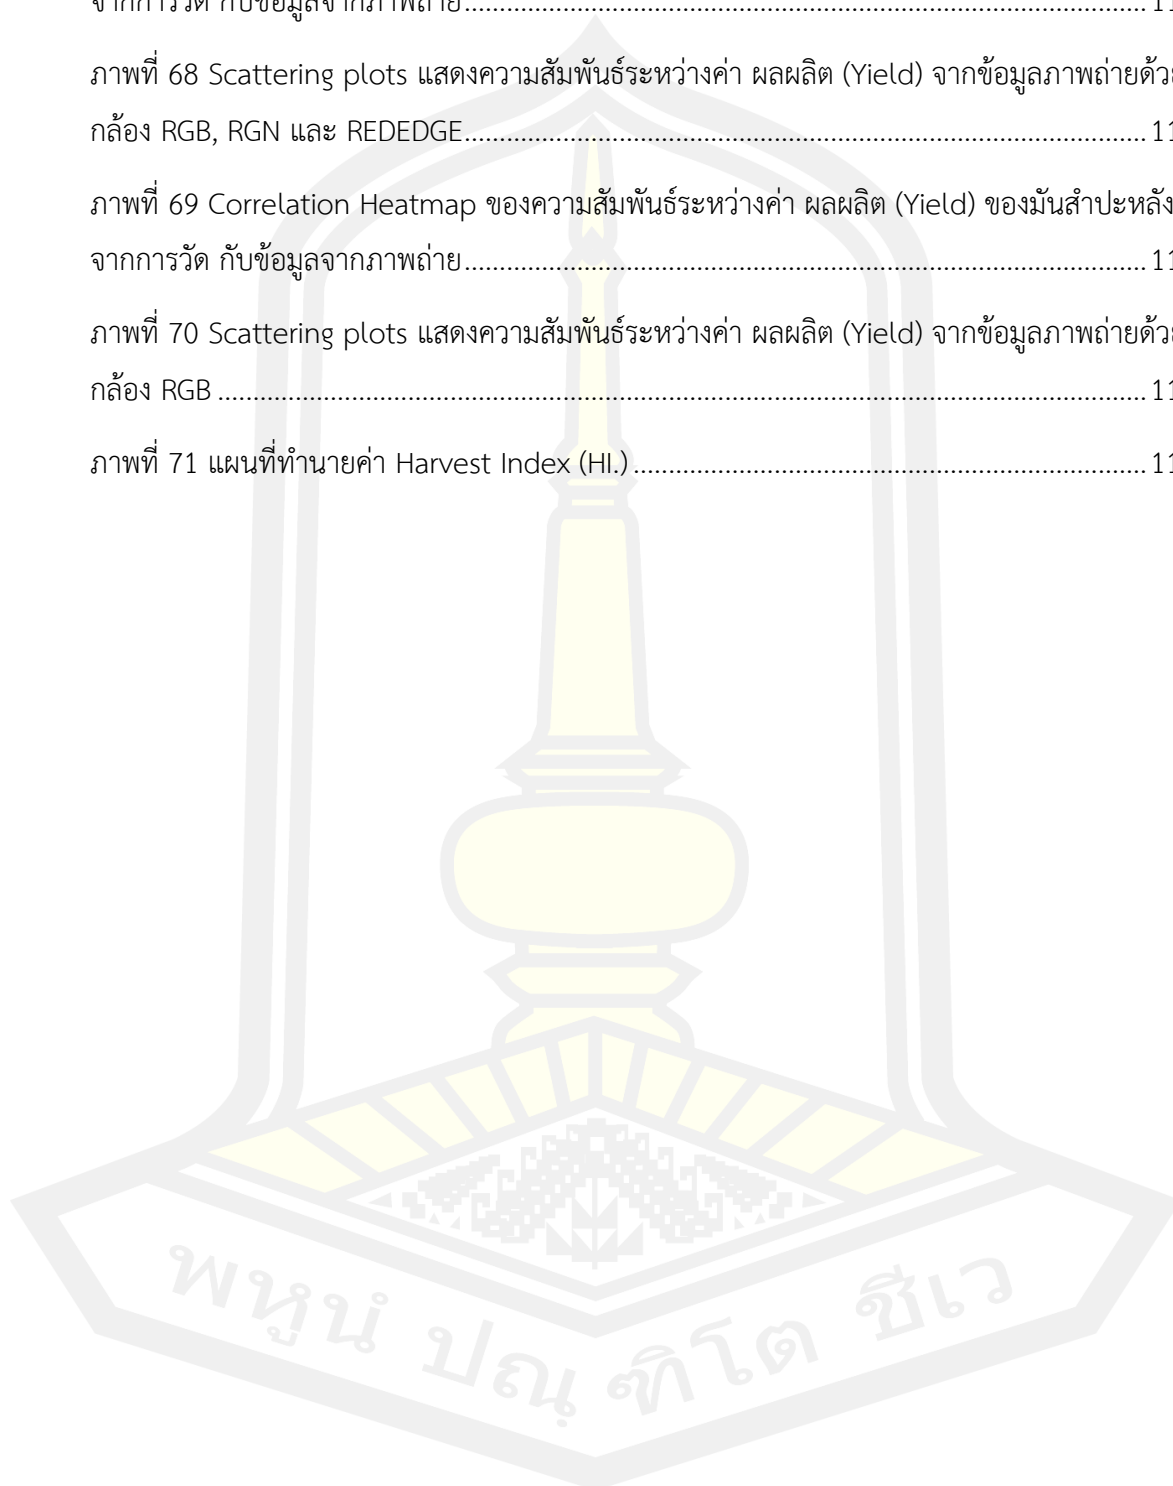 จากการวัด กับข้อมูลจากภาพถ่าย.......... 11
ภาพที่ 68 Scattering plots แสดงความสัมพันธ์ระหว่างค่า ผลผลิต (Yield) จากข้อมูลภาพถ่ายด้วย
กล้อง RGB, RGN และ REDEDGE.......... 11
ภาพที่ 69 Correlation Heatmap ของความสัมพันธ์ระหว่างค่า ผลผลิต (Yield) ของมันสำปะหลัง
จากการวัด กับข้อมูลจากภาพถ่าย.......... 11
ภาพที่ 70 Scattering plots แสดงความสัมพันธ์ระหว่างค่า ผลผลิต (Yield) จากข้อมูลภาพถ่ายด้วย
กล้อง RGB.......... 11
ภาพที่ 71 แผนที่ทำนายค่า Harvest Index (HI.).......... 11
พหูนํ ปณฺฑิโต ชีเว